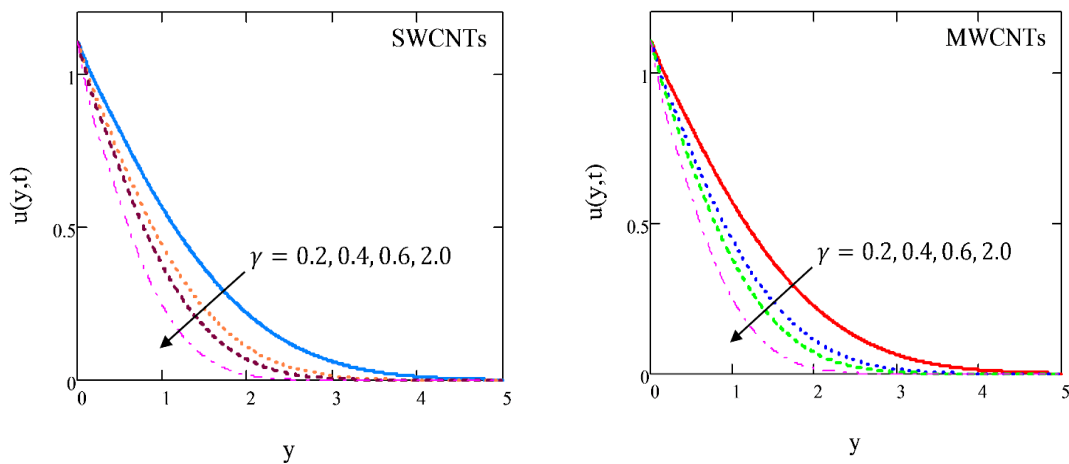 SWCNTs
1
u(y,t)
0.5
γ = 0.2, 0.4, 0.6, 2.0
0
0 1 2 3 4 5
y
MWCNTs
1
u(y,t)
0.5
γ = 0.2, 0.4, 0.6, 2.0
0
0 1 2 3 4 5
y